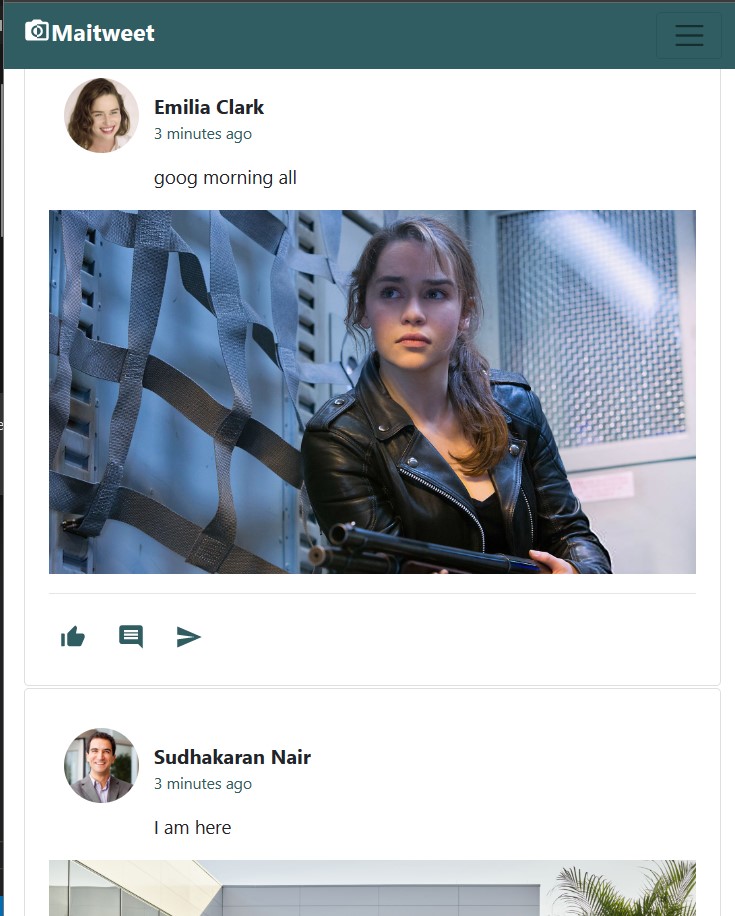 Maitweet
Emilia Clark
3 minutes ago
goog morning all
Sudhakaran Nair
3 minutes ago
I am here